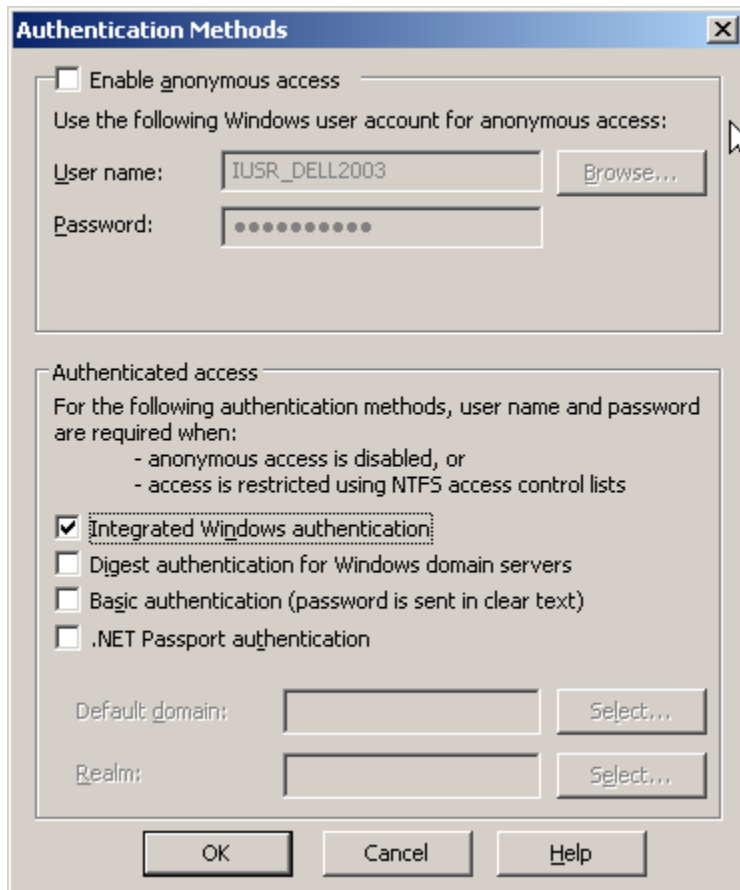 Authentication Methods
Enable anonymous access
Use the following Windows user account for anonymous access:
User name: IUSR_DELL2003 Browse...
Password: ●●●●●●●●●●
Authenticated access
For the following authentication methods, user name and password
are required when:
- anonymous access is disabled, or
- access is restricted using NTFS access control lists
Integrated Windows authentication
Digest authentication for Windows domain servers
Basic authentication (password is sent in clear text)
.NET Passport authentication
Default domain: Select...
Realm: Select...
OK Cancel Help